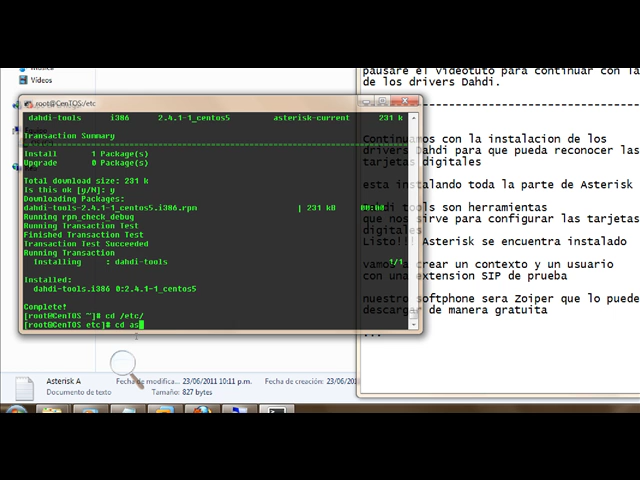 Vídeos
root@CenTOS:/etc
dahdi-tools i386 2.4.1-1_centos5 asterisk-current 231 k
Transaction Summary
Install 1 Package(s)
Upgrade 0 Package(s)
Total download size: 231 k
Is this ok [y/N]: y
Downloading Packages:
dahdi-tools-2.4.1-1_centos5.i386.rpm | 231 kB 00:00
Running rpm_check_debug
Running Transaction Test
Finished Transaction Test
Transaction Test Succeeded
Running Transaction
Installing : dahdi-tools 1/1
Installed:
dahdi-tools.i386 0:2.4.1-1_centos5
Complete!
[root@CenTOS ~]# cd /etc/
[root@CenTOS etc]# cd as
pausare el videotuto para continuar con la
de los drivers Dahdi.
Continuamos con la instalacion de los
drivers Dahdi para que pueda reconocer las
tarjetas digitales
esta instalando toda la parte de Asterisk
tools son herramientas
que nos sirve para configurar las tarjetas
digitales
Listo!!! Asterisk se encuentra instalado
vamos a crear un contexto y un usuario
con una extension SIP de prueba
nuestro softphone sera Zoiper que lo puede
descargar de manera gratuita
...
Asterisk A Fecha de modifica... 23/06/2011 10:11 p.m. Fecha de creación: 23/06/201
Documento de texto Tamaño: 827 bytes